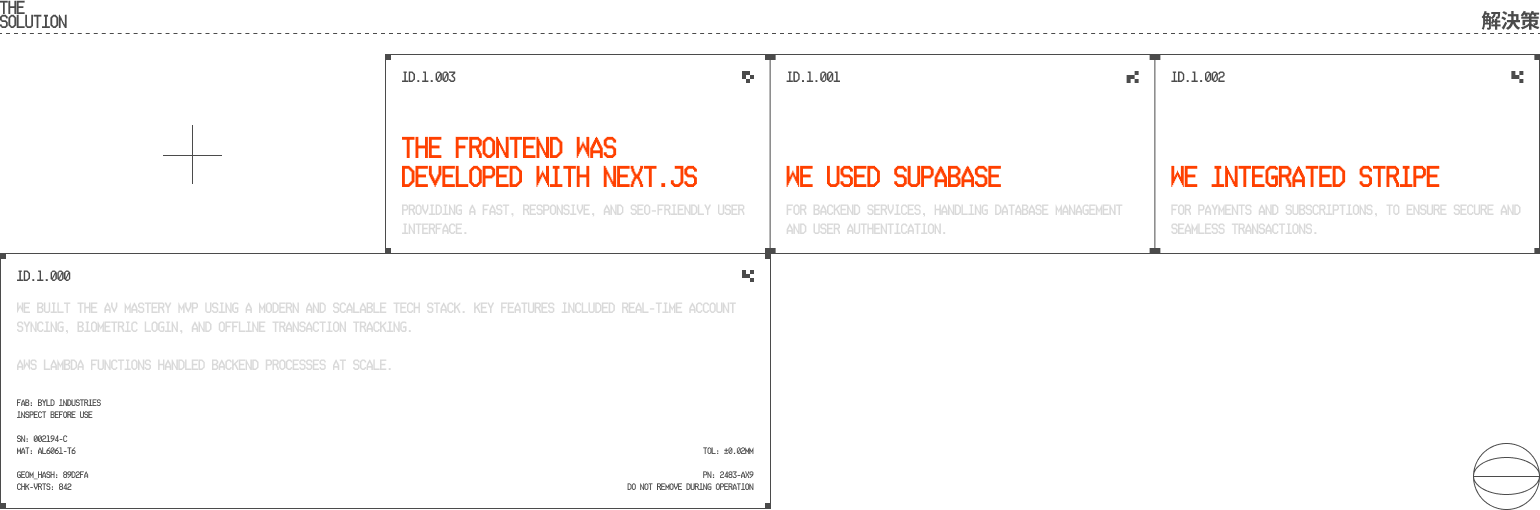 THE
SOLUTION
解決策
ID.1.003
THE FRONTEND WAS
DEVELOPED WITH NEXT.JS
PROVIDING A FAST, RESPONSIVE, AND SEO-FRIENDLY USER
INTERFACE.
ID.1.001
WE USED SUPABASE
FOR BACKEND SERVICES, HANDLING DATABASE MANAGEMENT
AND USER AUTHENTICATION.
ID.1.002
WE INTEGRATED STRIPE
FOR PAYMENTS AND SUBSCRIPTIONS, TO ENSURE SECURE AND
SEAMLESS TRANSACTIONS.
ID.1.000
WE BUILT THE AV MASTERY MVP USING A MODERN AND SCALABLE TECH STACK. KEY FEATURES INCLUDED REAL-TIME ACCOUNT
SYNCING, BIOMETRIC LOGIN, AND OFFLINE TRANSACTION TRACKING.
AWS LAMBDA FUNCTIONS HANDLED BACKEND PROCESSES AT SCALE.
FAB: BYLD INDUSTRIES
INSPECT BEFORE USE
SN: 002194-C
MAT: AL6061-T6
GEOM_HASH: 89D2FA
CHK-VRTS: 842
TOL: ±0.02MM
PN: 2483-AX9
DO NOT REMOVE DURING OPERATION